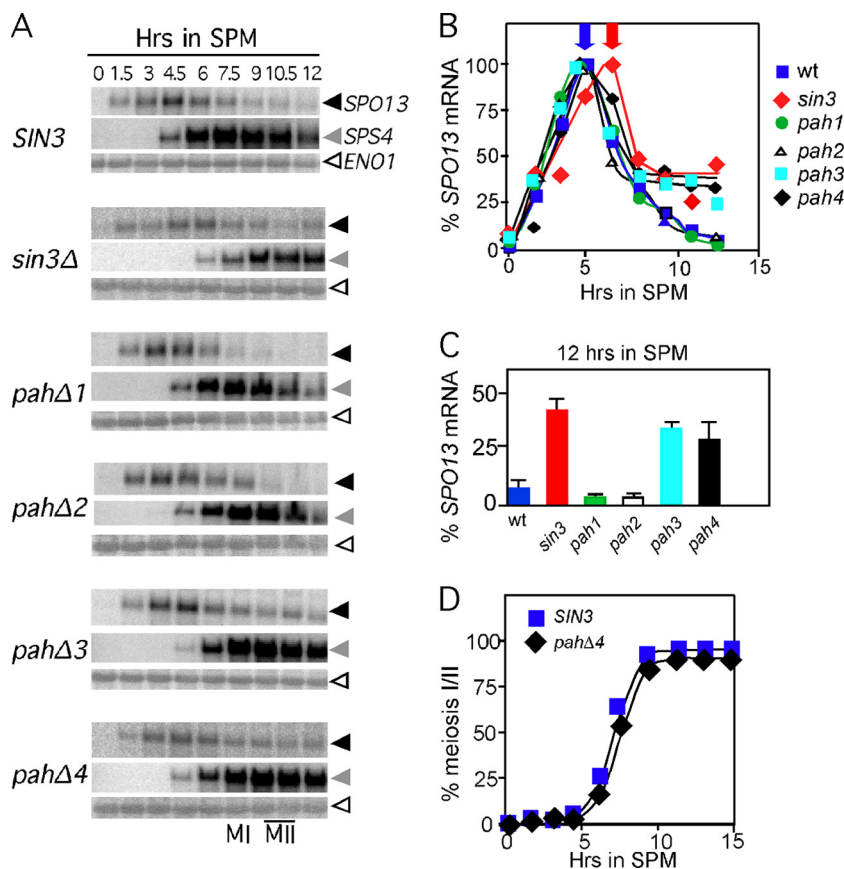 A
Hrs in SPM
0 1.5 3 4.5 6 7.5 9 10.5 12
SIN3
SPO13
SPS4
ENO1
sin3Δ
pahΔ1
pahΔ2
pahΔ3
pahΔ4
MI MII
B
% SPO13 mRNA
100
75
50
25
0
0 5 10 15
Hrs in SPM
wt
sin3
pah1
pah2
pah3
pah4
C
12 hrs in SPM
% SPO13 mRNA
50
25
0
wt
sin3
pah1
pah2
pah3
pah4
D
SIN3
pahΔ4
% meiosis I/II
100
75
50
25
0
0 5 10 15
Hrs in SPM